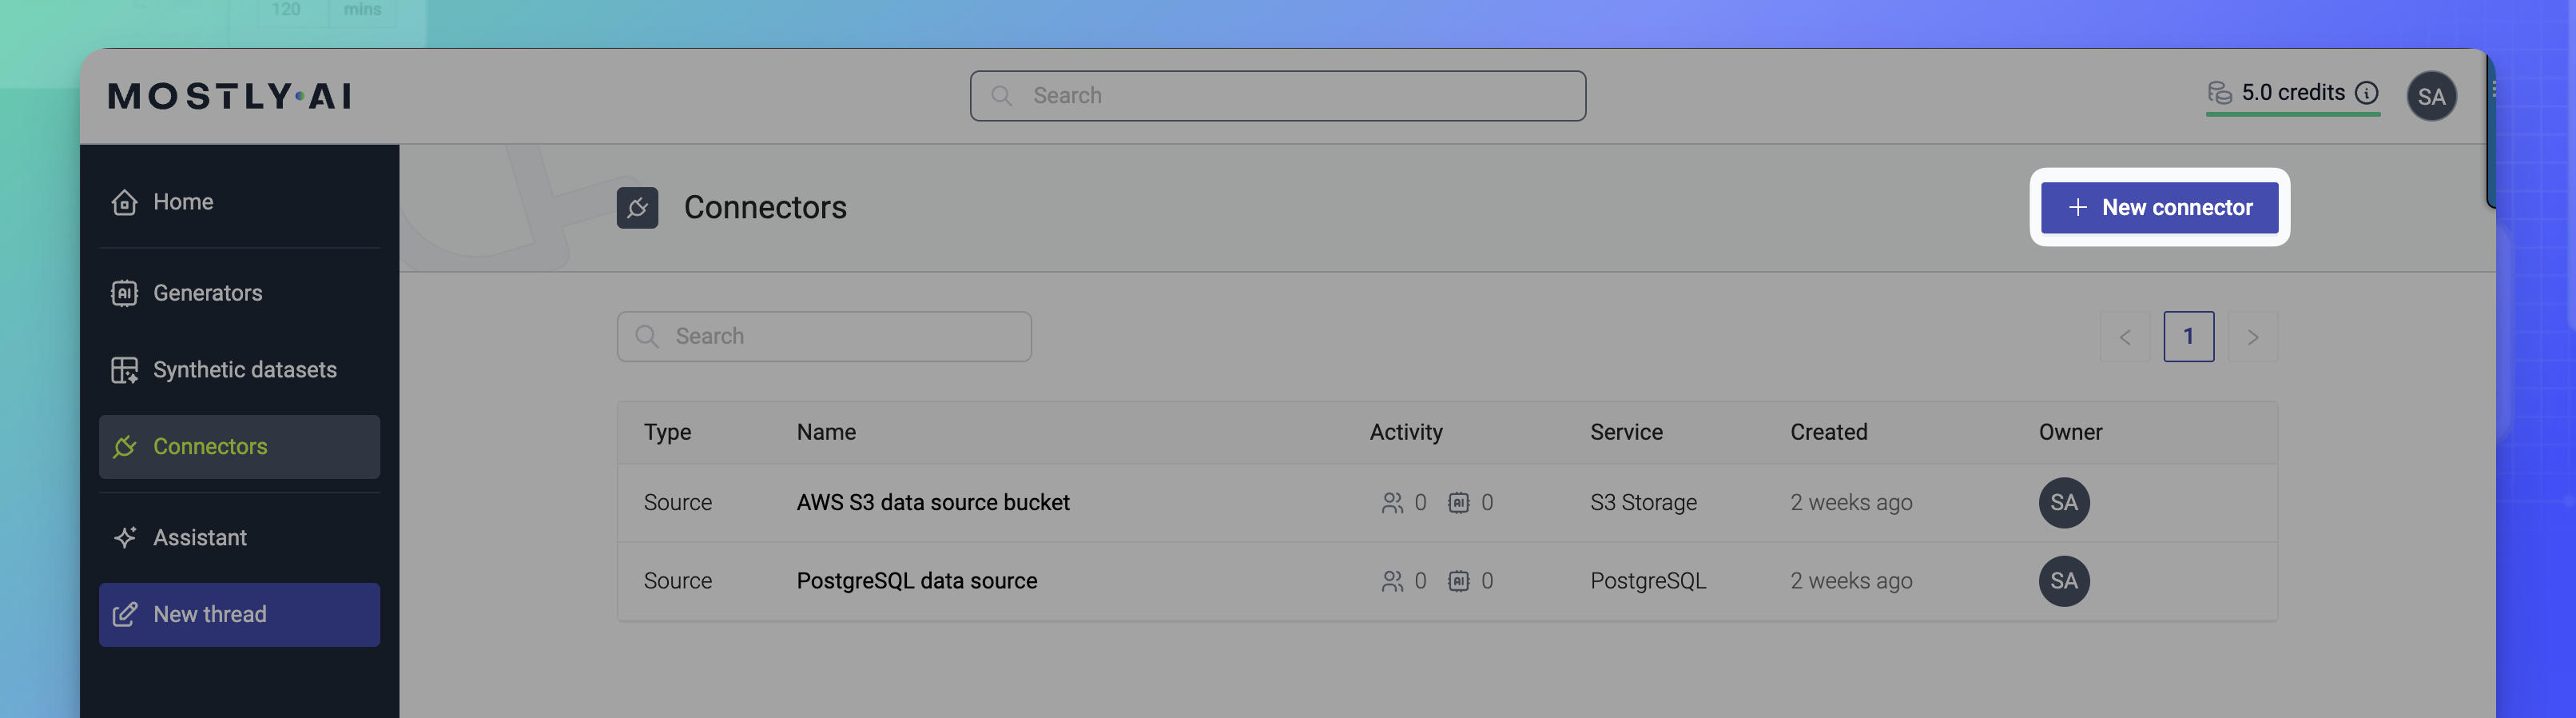 120 mins
MOSTLY·AI
Search
5.0 credits
SA
Home
Connectors
New connector
Generators
Search
1
Synthetic datasets
Type Name Activity Service Created Owner
Connectors
Source AWS S3 data source bucket 0 AI 0 S3 Storage 2 weeks ago SA
Assistant
Source PostgreSQL data source 0 AI 0 PostgreSQL 2 weeks ago SA
New thread